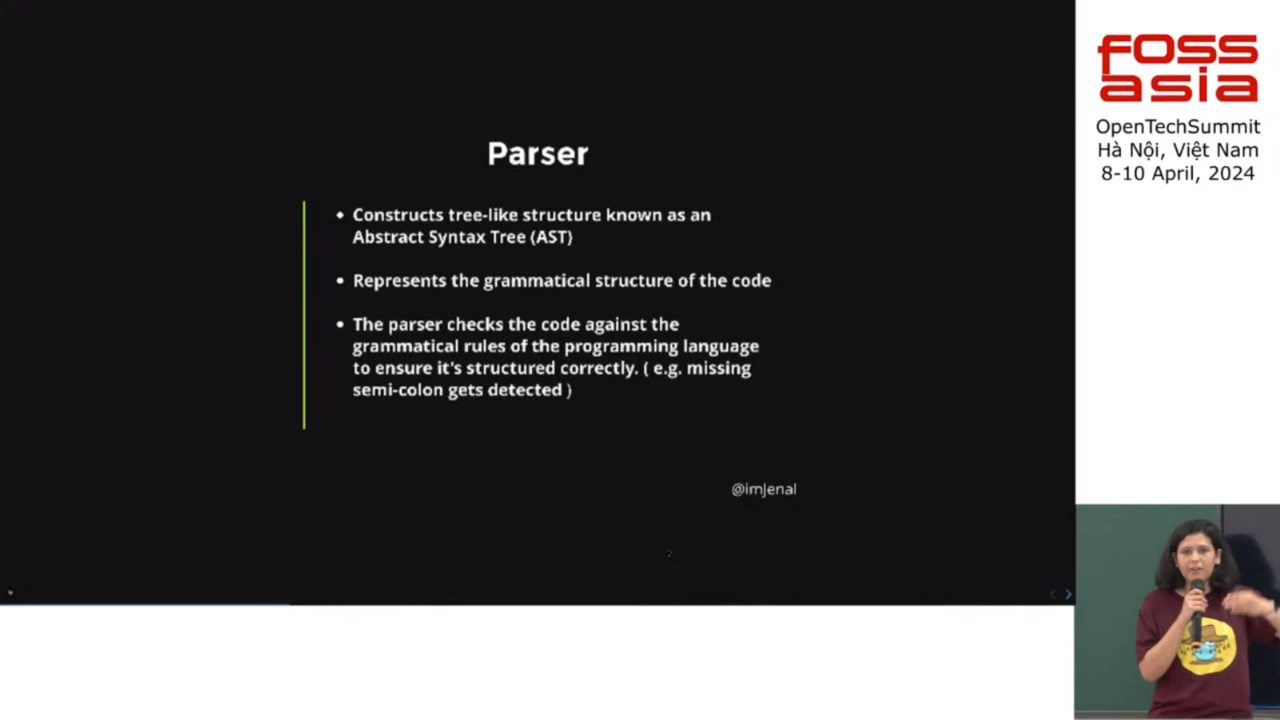 Parser
• Constructs tree-like structure known as an
Abstract Syntax Tree (AST)
• Represents the grammatical structure of the code
• The parser checks the code against the
grammatical rules of the programming language
to ensure it's structured correctly. ( e.g. missing
semi-colon gets detected )
@imJenal
FOSS
asia
OpenTechSummit
Hà Nội, Việt Nam
8-10 April, 2024